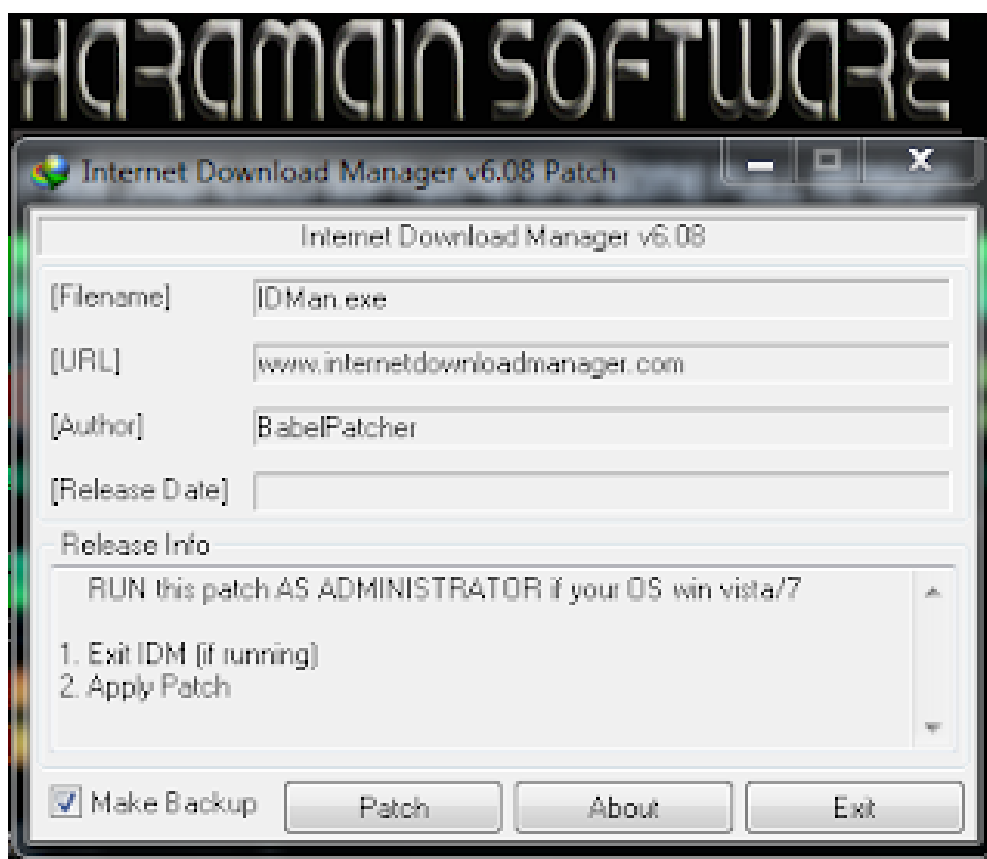 HARAMAIN SOFTWARE
Internet Download Manager v6.08 Patch
Internet Download Manager v6.08
[Filename] IDMan.exe
[URL] www.internetdownloadmanager.com
[Author] BabelPatcher
[Release Date]
Release Info
RUN this patch AS ADMINISTRATOR if your OS win vista/7
1. Exit IDM (if running)
2. Apply Patch
Make Backup Patch About Exit